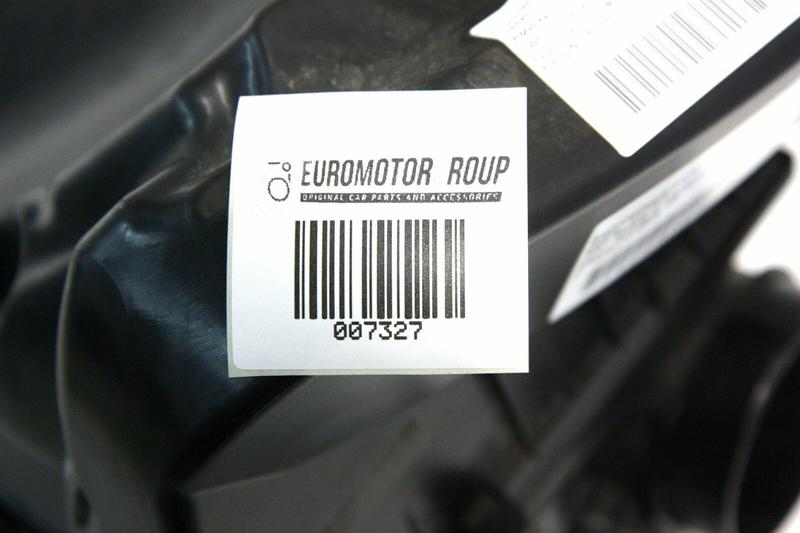 EUROMOTOR ROUP
ORIGINAL CAR PARTS AND ACCESSORIES
007327